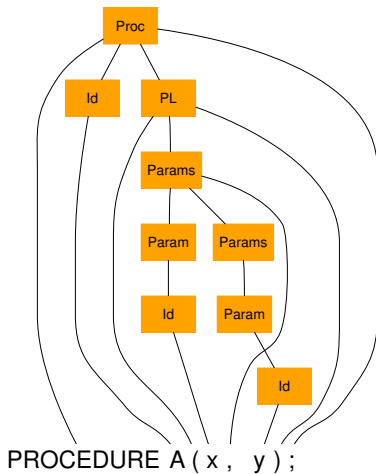 Proc
Id PL
Params
Param Params
Id Param
Id
PROCEDURE A ( x , y ) ;